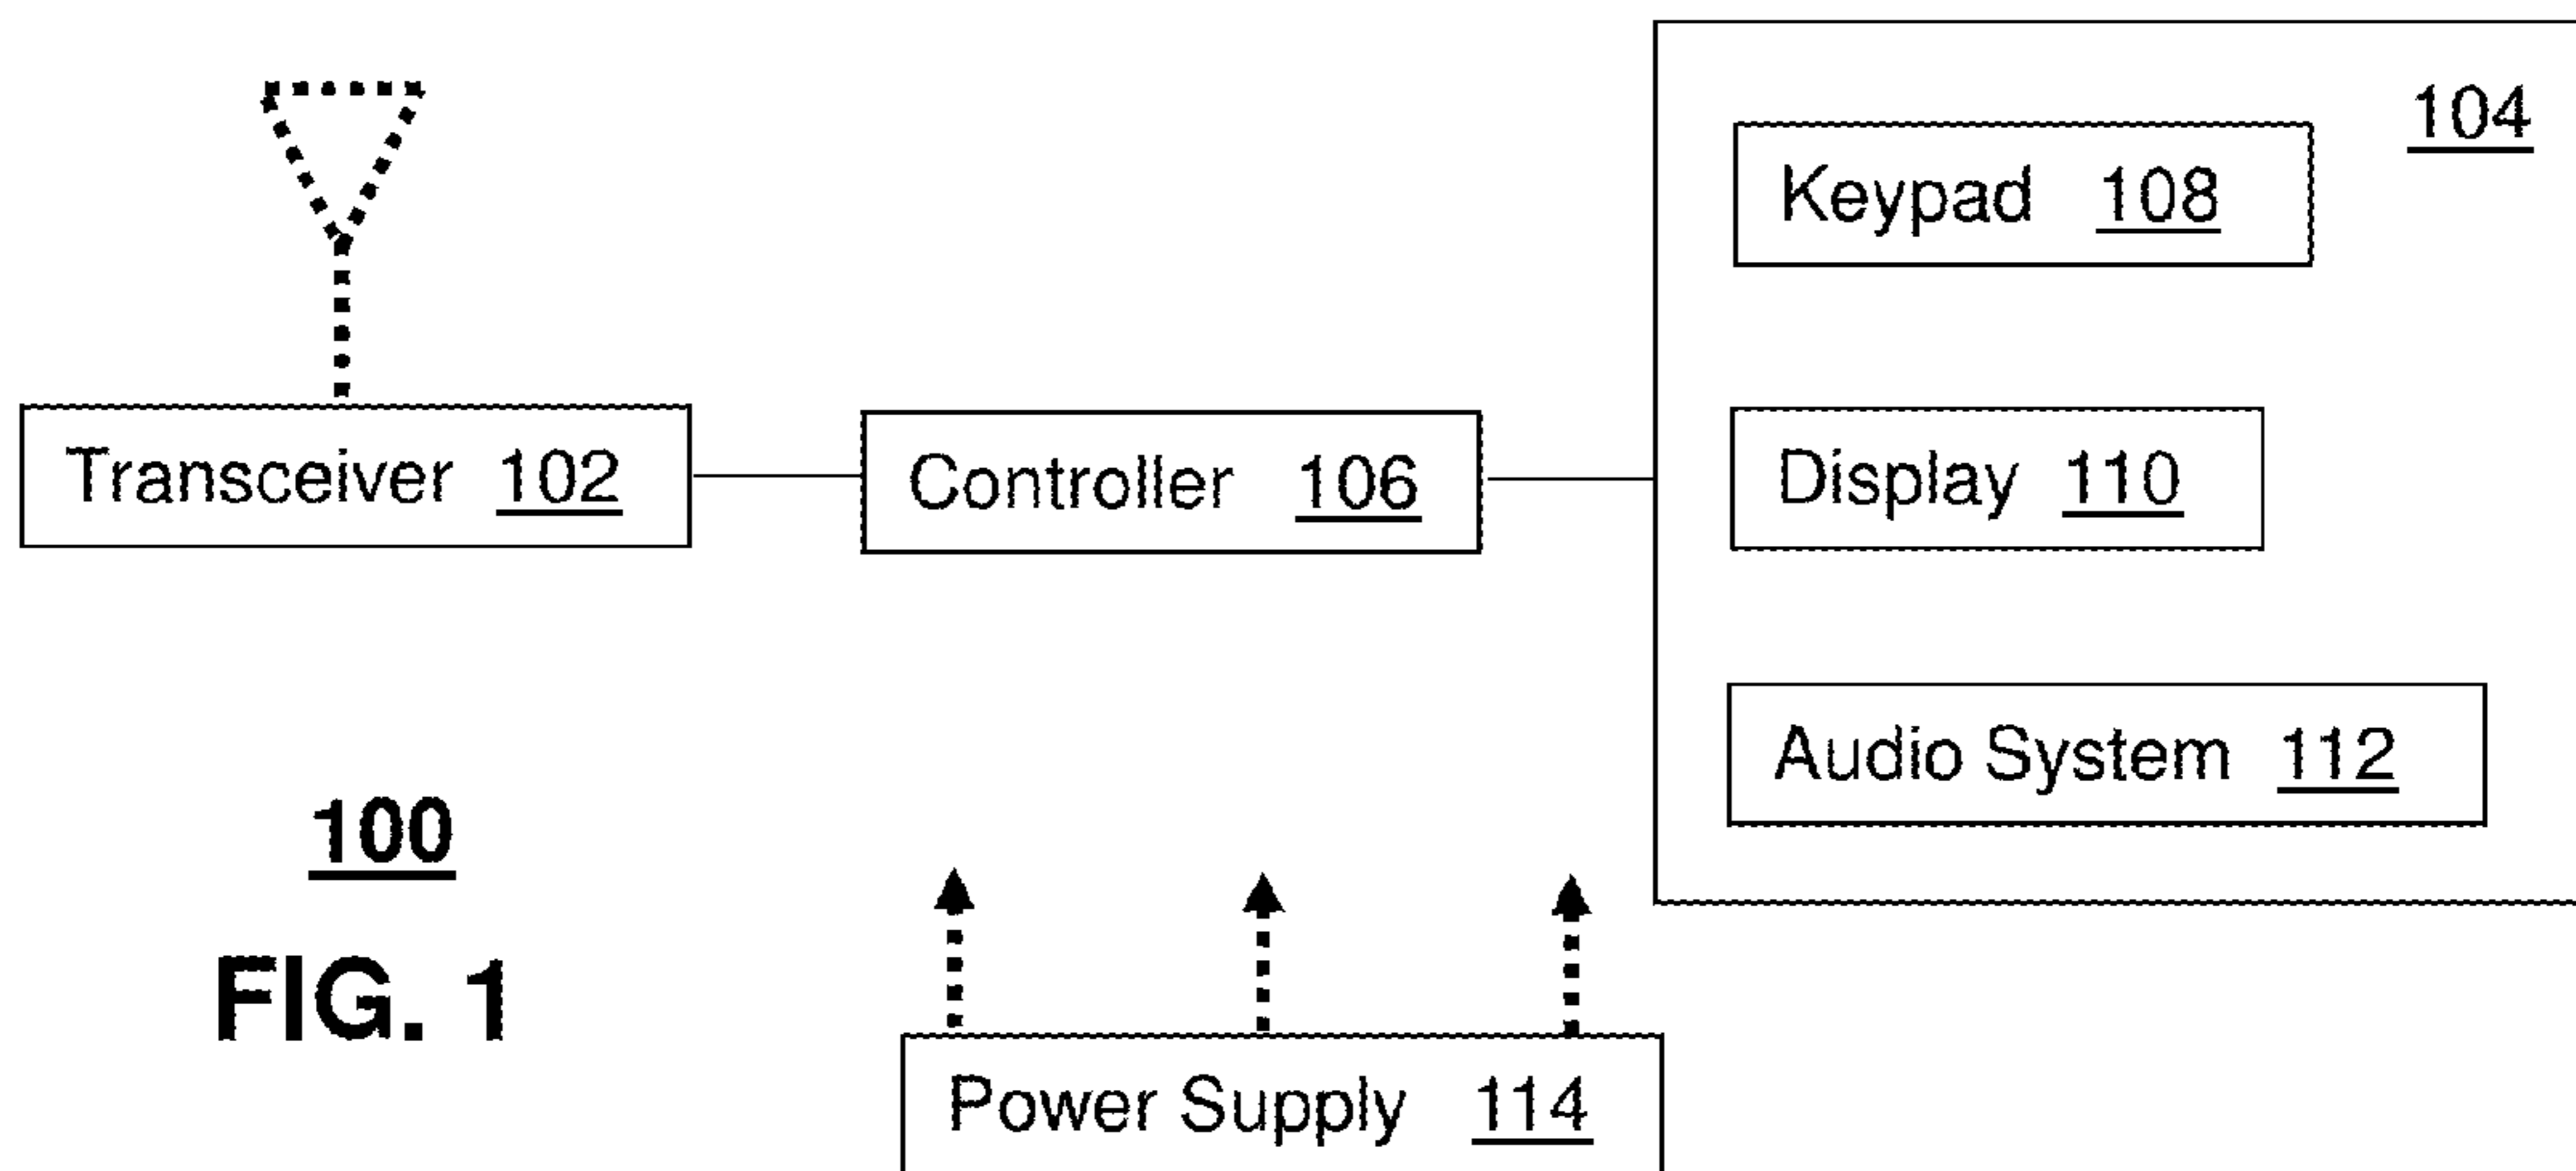 104
Keypad 108
Transceiver 102
Controller 106
Display 110
Audio System 112
100
FIG. 1
Power Supply 114